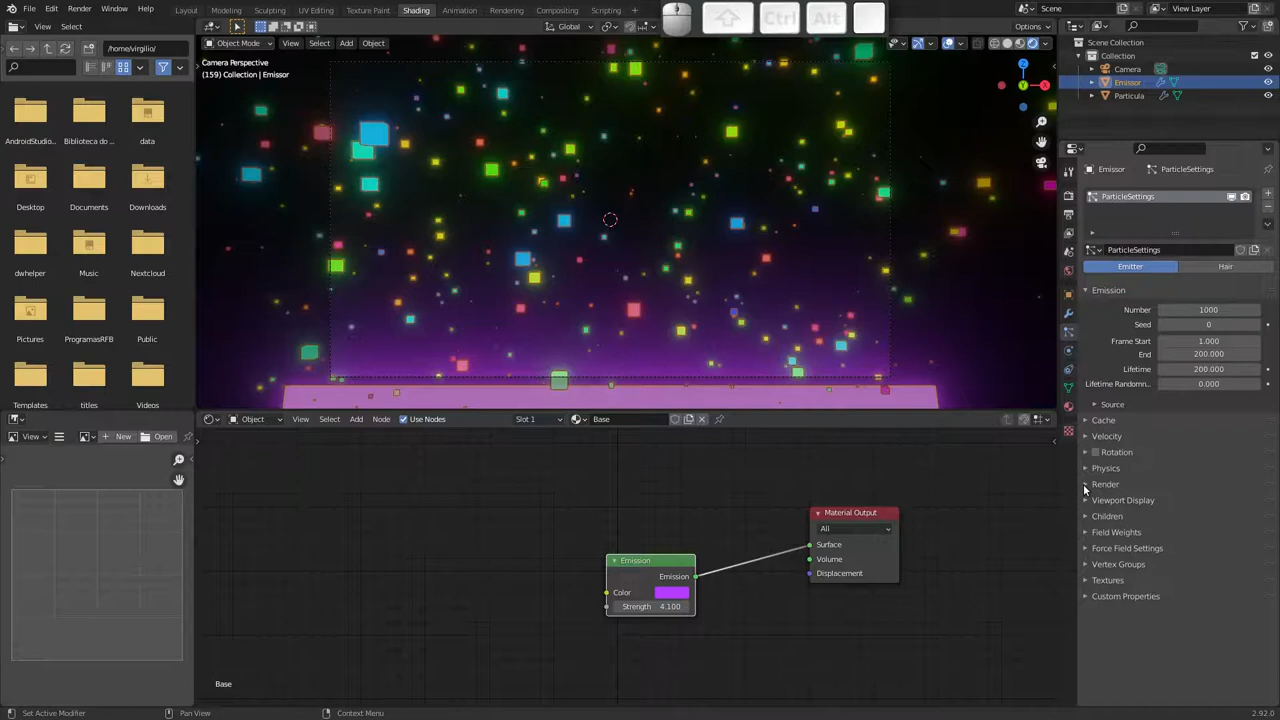 File Edit Render Window Help Layout Modeling Sculpting UV Editing Texture Paint Shading Animation Rendering Compositing Scripting
Ctrl Alt
Scene View Layer
/home/virgilio/
Global
Options
Object Mode View Select Add Object
View Select
Camera Perspective
(159) Collection | Emissor
Z
X
Y
AndroidStudio...
Biblioteca do ...
data
Desktop
Documents
Downloads
dwhelper
Music
Nextcloud
Pictures
ProgramasRFB
Public
Templates
titles
Videos
Scene Collection
Collection
Camera
Emissor
Particula
Emissor ParticleSettings
ParticleSettings
ParticleSettings
Emitter Hair
Emission
Number 1000
Seed 0
Frame Start 1.000
End 200.000
Lifetime 200.000
Lifetime Randomn... 0.000
Source
Cache
Velocity
Rotation
Physics
Render
Viewport Display
Children
Field Weights
Force Field Settings
Vertex Groups
Textures
Custom Properties
View New Open
Object View Select Add Node Use Nodes Slot 1 Base
Emission
Emission
Color
Strength 4.100
Material Output
All
Surface
Volume
Displacement
Base
Set Active Modifier Pan View Context Menu 2.92.0